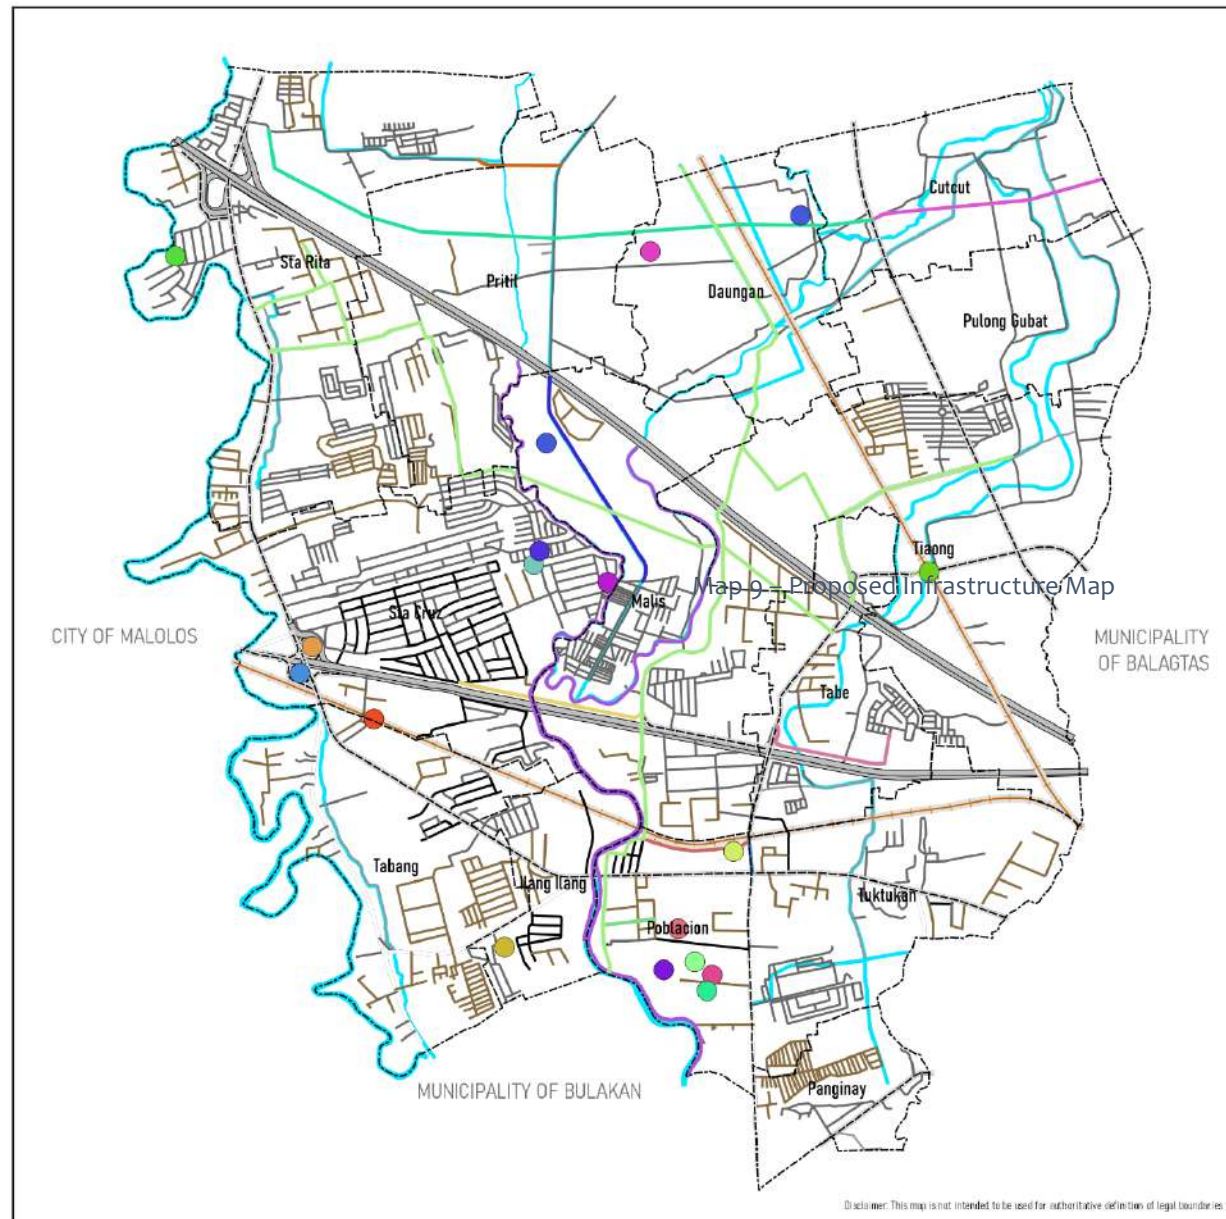 Cutcut
Sta Rita
Pritil
Daungan
Pulong Gubat
Tiaong
Map 9 – Proposed Infrastructure Map
Malis
Sta Cruz
CITY OF MALOLOS
MUNICIPALITY
OF BALAGTAS
Tabe
Tabang
Ilang Ilang
Tuktukan
Poblacion
MUNICIPALITY OF BULAKAN
Panginay
Disclaimer: This map is not intended to be used for authoritative definition of legal boundaries